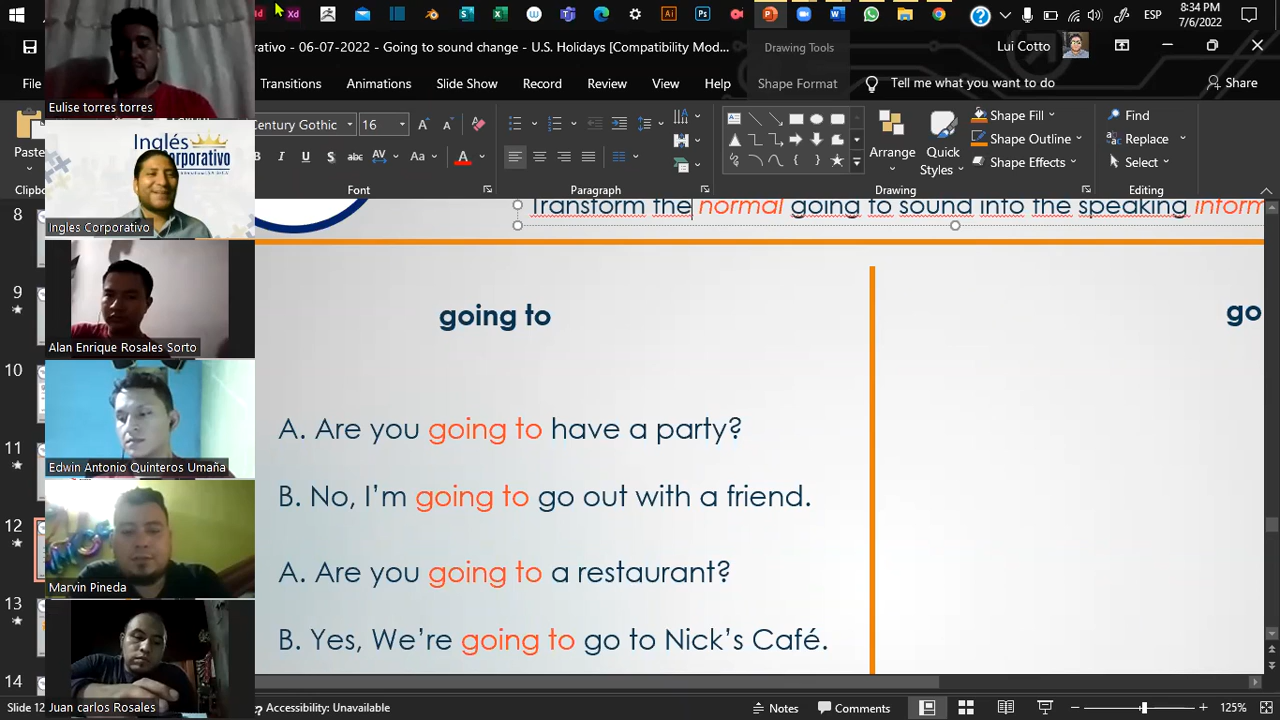 8:34 PM
ESP
7/6/2022
orativo - 06-07-2022 - Going to sound change - U.S. Holidays [Compatibility Mod...
Drawing Tools
Lui Cotto
File
Transitions
Animations
Slide Show
Record
Review
View
Help
Shape Format
Tell me what you want to do
Share
Century Gothic
16
Arrange
Quick
Styles
Shape Fill
Shape Outline
Shape Effects
Find
Replace
Select
Clipb
Font
Paragraph
Drawing
Editing
Eulise torres torres
Inglés
Corporativo
Ingles Corporativo
Alan Enrique Rosales Sorto
Edwin Antonio Quinteros Umaña
Marvin Pineda
Juan carlos Rosales
8
9
10
11
12
13
14
Transform the normal going to sound into the speaking inform
going to
go
A. Are you going to have a party?
B. No, I'm going to go out with a friend.
A. Are you going to a restaurant?
B. Yes, We're going to go to Nick's Café.
Slide 12
Accessibility: Unavailable
Notes
Comments
125%